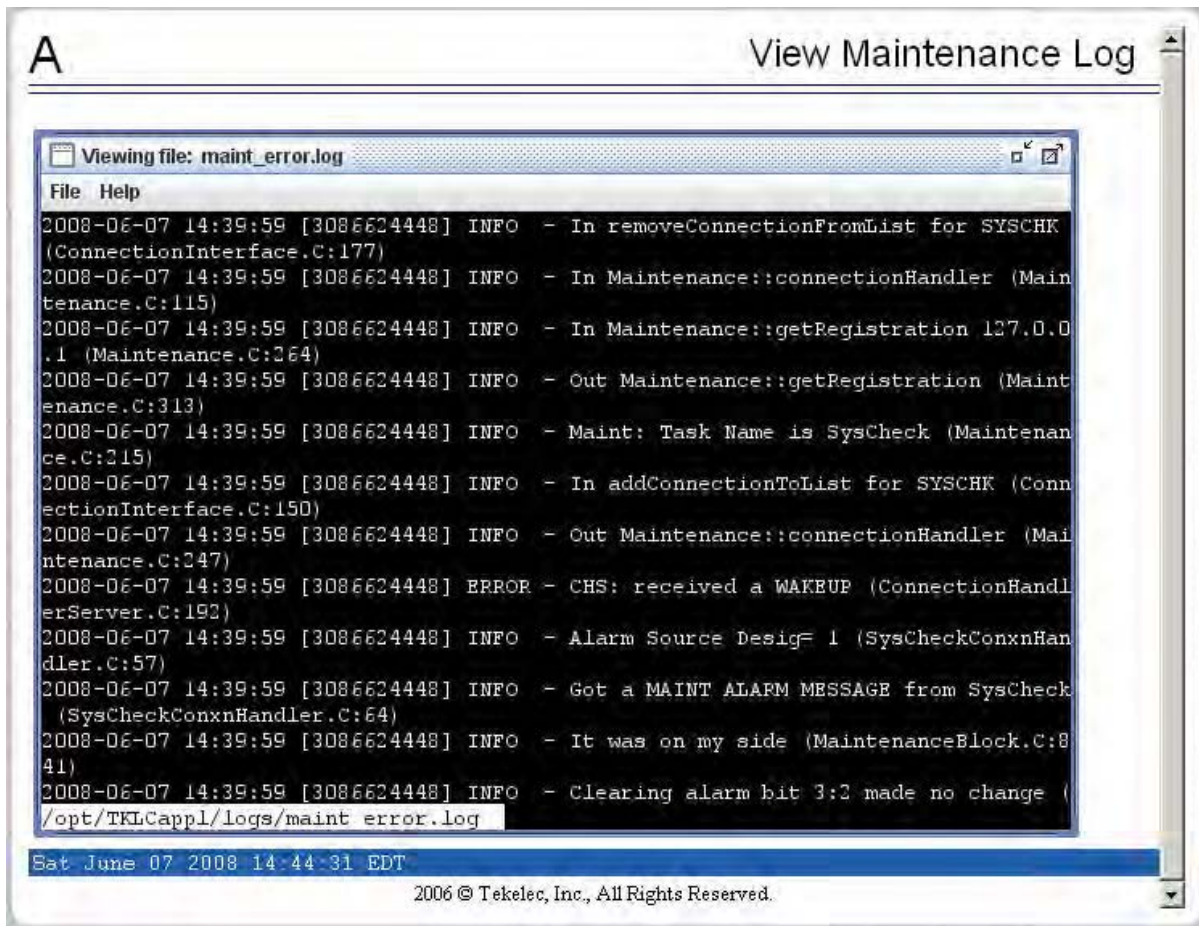 A
View Maintenance Log
Viewing file: maint_error.log
File Help
2008-06-07 14:39:59 [3086624448] INFO - In removeConnectionFromList for SYSCHK
(ConnectionInterface.C:177)
2008-06-07 14:39:59 [3086624448] INFO - In Maintenance::connectionHandler (Main
tenance.C:115)
2008-06-07 14:39:59 [3086624448] INFO - In Maintenance::getRegistration 127.0.0
.1 (Maintenance.C:264)
2008-06-07 14:39:59 [3086624448] INFO - Out Maintenance::getRegistration (Maint
enance.C:313)
2008-06-07 14:39:59 [3086624448] INFO - Maint: Task Name is SysCheck (Maintenan
ce.C:215)
2008-06-07 14:39:59 [3086624448] INFO - In addConnectionToList for SYSCHK (Conn
ectionInterface.C:150)
2008-06-07 14:39:59 [3086624448] INFO - Out Maintenance::connectionHandler (Mai
ntenance.C:247)
2008-06-07 14:39:59 [3086624448] ERROR - CHS: received a WAKEUP (ConnectionHandl
erServer.C:192)
2008-06-07 14:39:59 [3086624448] INFO - Alarm Source Desig= 1 (SysCheckConxnHan
dler.C:57)
2008-06-07 14:39:59 [3086624448] INFO - Got a MAINT ALARM MESSAGE from SysCheck
(SysCheckConxnHandler.C:64)
2008-06-07 14:39:59 [3086624448] INFO - It was on my side (MaintenanceBlock.C:8
41)
2008-06-07 14:39:59 [3086624448] INFO - Clearing alarm bit 3:2 made no change (
/opt/TKLCappl/logs/maint_error.log
Sat June 07 2008 14:44:31 EDT
2006 © Tekelec, Inc., All Rights Reserved.